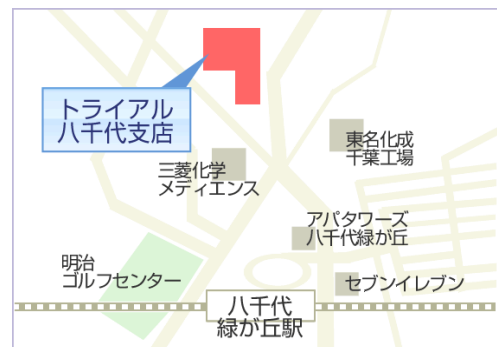 トライアル
八千代支店
東名化成
千葉工場
三菱化学
メディエンス
アパタワーズ
八千代緑が丘
明治
ゴルフセンター
セブンイレブン
八千代
緑が丘駅